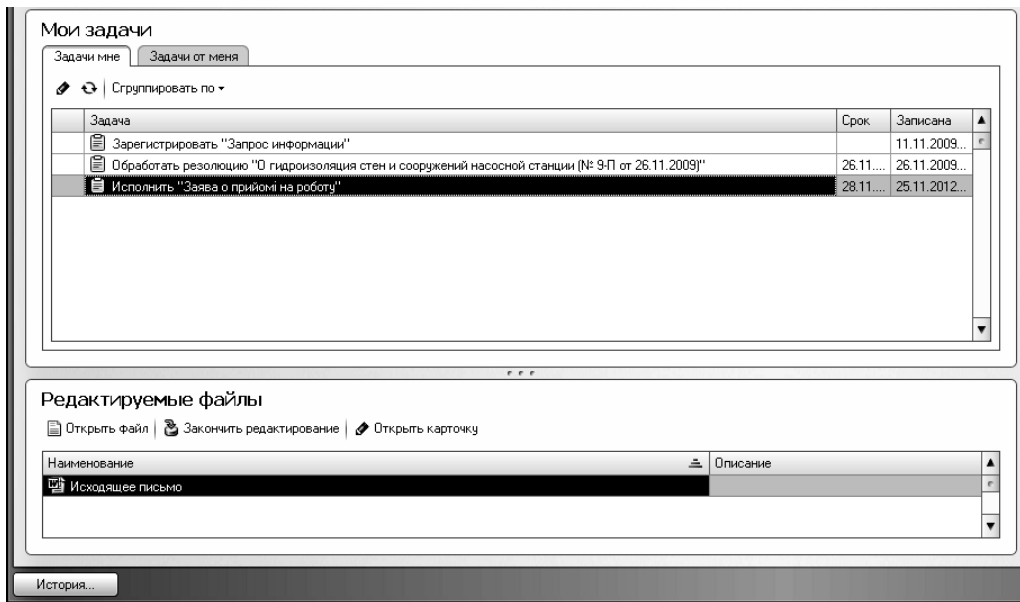 Мои задачи
Задачи мне Задачи от меня
Сгруппировать по
Задача Срок Записана
Зарегистрировать "Запрос информации" 11.11.2009...
Обработать резолюцию "О гидроизоляция стен и сооружений насосной станции (№ 9-П от 26.11.2009)" 26.11.... 26.11.2009...
Исполнить "Заява о прийомі на роботу" 28.11.... 25.11.2012...
Редактируемые файлы
Открыть файл Закончить редактирование Открыть карточку
Наименование Описание
Исходящее письмо
История...